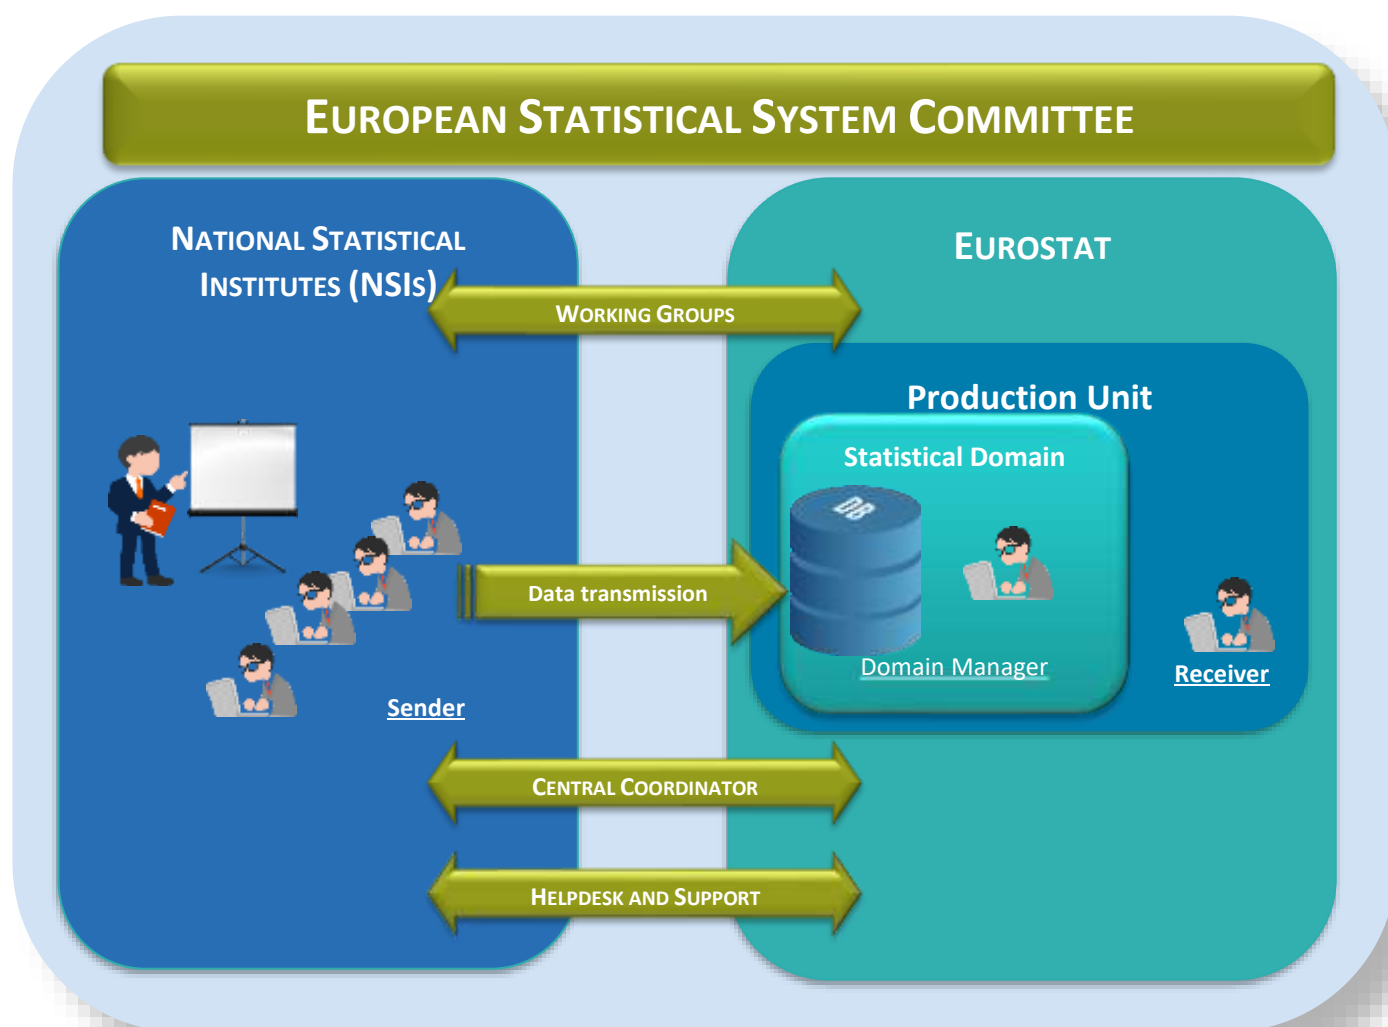 EUROPEAN STATISTICAL SYSTEM COMMITTEE
NATIONAL STATISTICAL
INSTITUTES (NSIS)
EUROSTAT
WORKING GROUPS
Production Unit
Statistical Domain
DB
Data transmission
Domain Manager
Receiver
Sender
CENTRAL COORDINATOR
HELPDESK AND SUPPORT